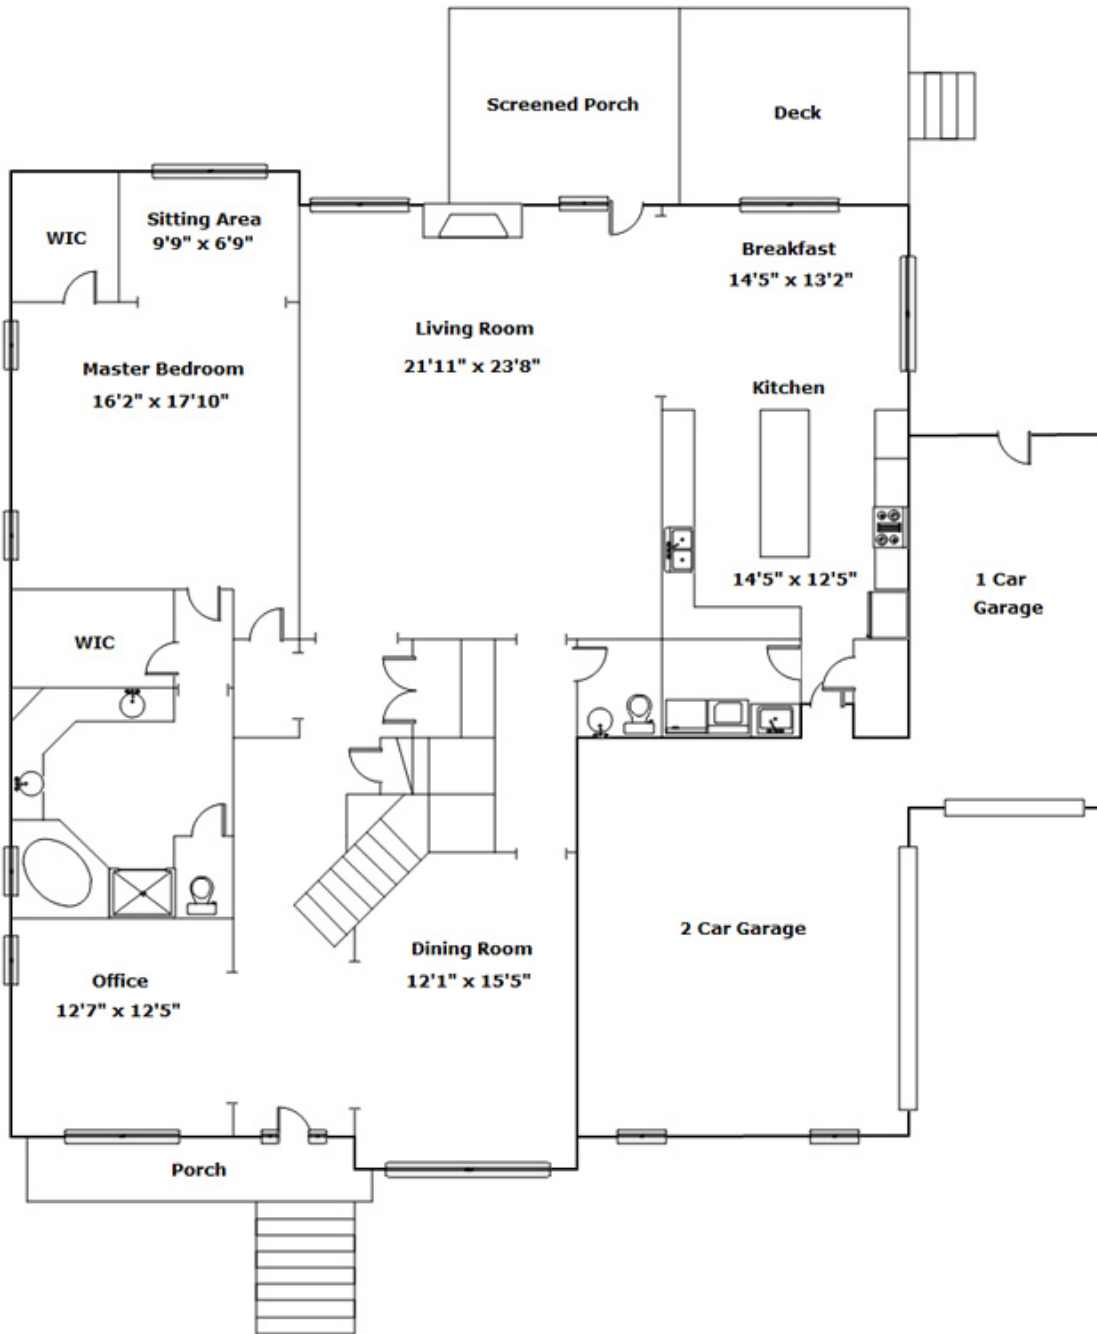 Screened Porch
Deck
Sitting Area
9'9" x 6'9"
WIC
Breakfast
14'5" x 13'2"
Living Room
21'11" x 23'8"
Master Bedroom
16'2" x 17'10"
Kitchen
14'5" x 12'5"
1 Car
Garage
WIC
2 Car Garage
Dining Room
12'1" x 15'5"
Office
12'7" x 12'5"
Porch